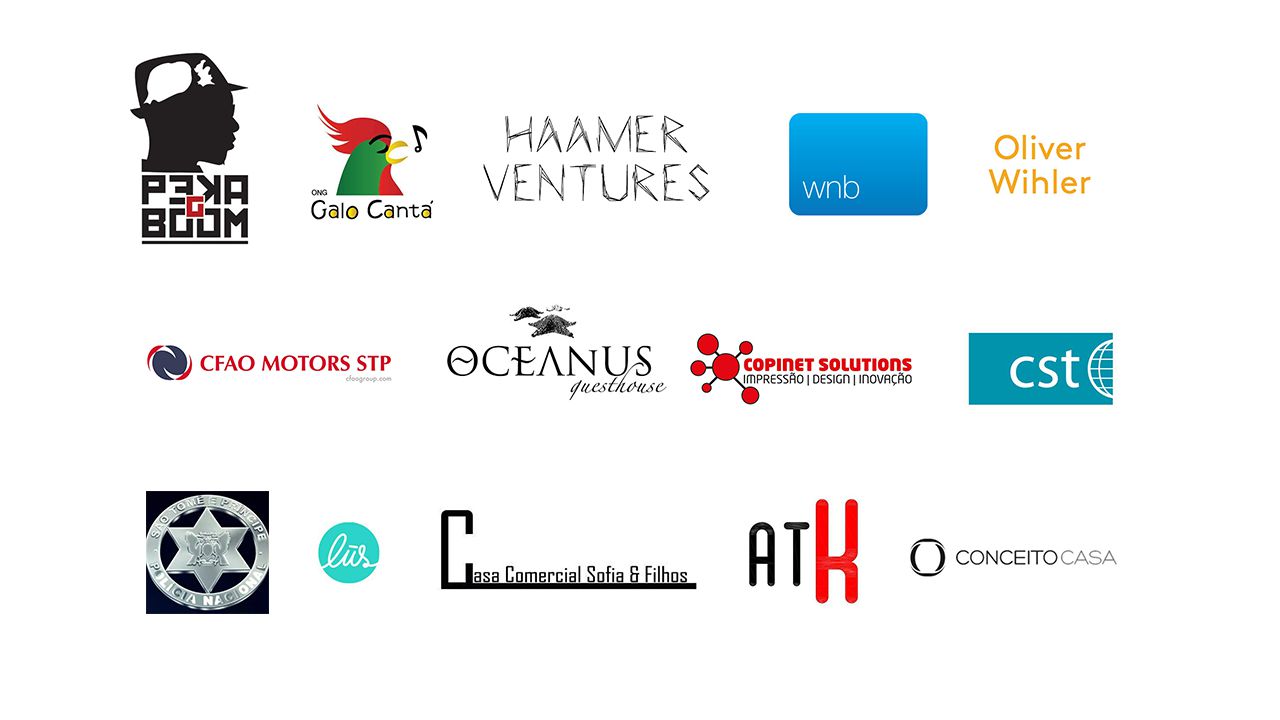 PEKA
G
BOOM
ONG
Galo Cantá
HAAMER
VENTURES
wnb
Oliver
Wihler
CFAO MOTORS STP
cfaogroup.com
OCEANUS
guesthouse
COPINET SOLUTIONS
IMPRESSÃO | DESIGN | INOVAÇÃO
cst
SÃO TOMÉ E PRÍNCIPE
POLÍCIA NACIONAL
lūs
Casa Comercial Sofia & Filhos
ATK
CONCEITO CASA